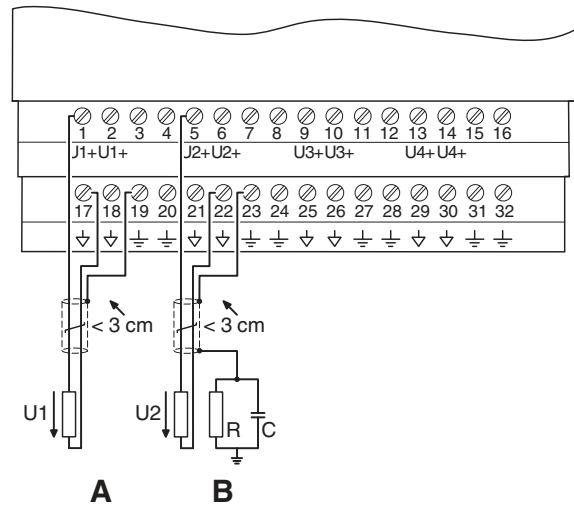 1 2 3 4 5 6 7 8 9 10 11 12 13 14 15 16
J1+U1+ J2+U2+ U3+U3+ U4+U4+
17 18 19 20 21 22 23 24 25 26 27 28 29 30 31 32
< 3 cm < 3 cm
U1 U2 R C
A B